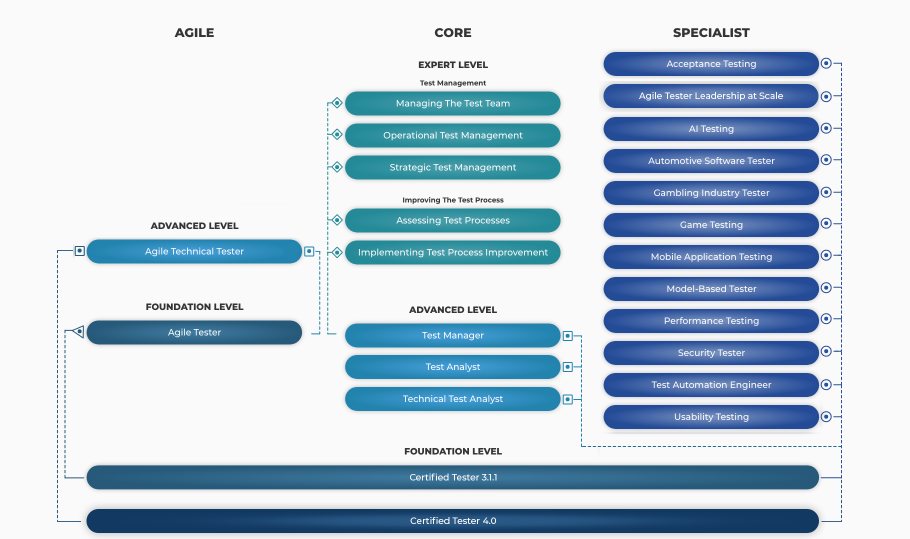 AGILE
CORE
SPECIALIST
EXPERT LEVEL
Test Management
Managing The Test Team
Operational Test Management
Strategic Test Management
Improving The Test Process
Assessing Test Processes
Implementing Test Process Improvement
ADVANCED LEVEL
Agile Technical Tester
FOUNDATION LEVEL
Agile Tester
ADVANCED LEVEL
Test Manager
Test Analyst
Technical Test Analyst
Acceptance Testing
Agile Tester Leadership at Scale
AI Testing
Automotive Software Tester
Gambling Industry Tester
Game Testing
Mobile Application Testing
Model-Based Tester
Performance Testing
Security Tester
Test Automation Engineer
Usability Testing
FOUNDATION LEVEL
Certified Tester 3.1.1
Certified Tester 4.0